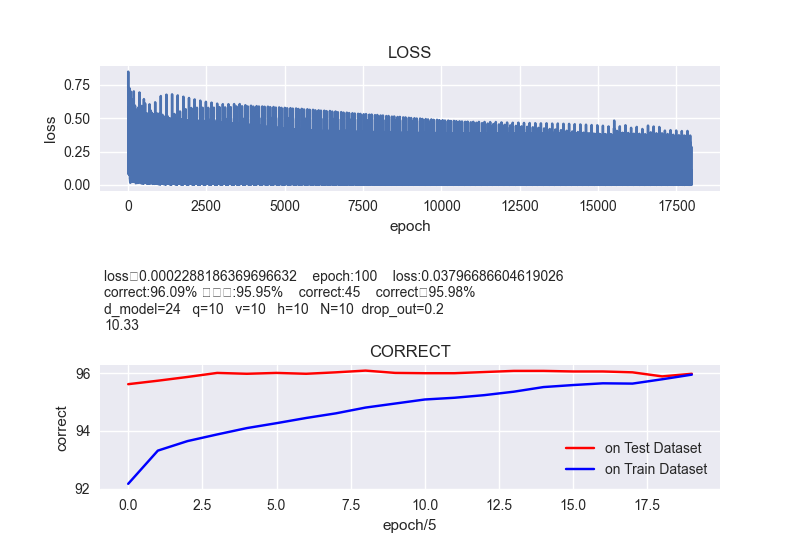 LOSS
0.75
0.50
0.25
0.00
loss
0 2500 5000 7500 10000 12500 15000 17500
epoch
loss□0.0002288186369696632 epoch:100 loss:0.03796686604619026
correct:96.09% □□□:95.95% correct:45 correct□95.98%
d_model=24 q=10 v=10 h=10 N=10 drop_out=0.2
10.33
CORRECT
96
94
92
correct
on Test Dataset
on Train Dataset
0.0 2.5 5.0 7.5 10.0 12.5 15.0 17.5
epoch/5